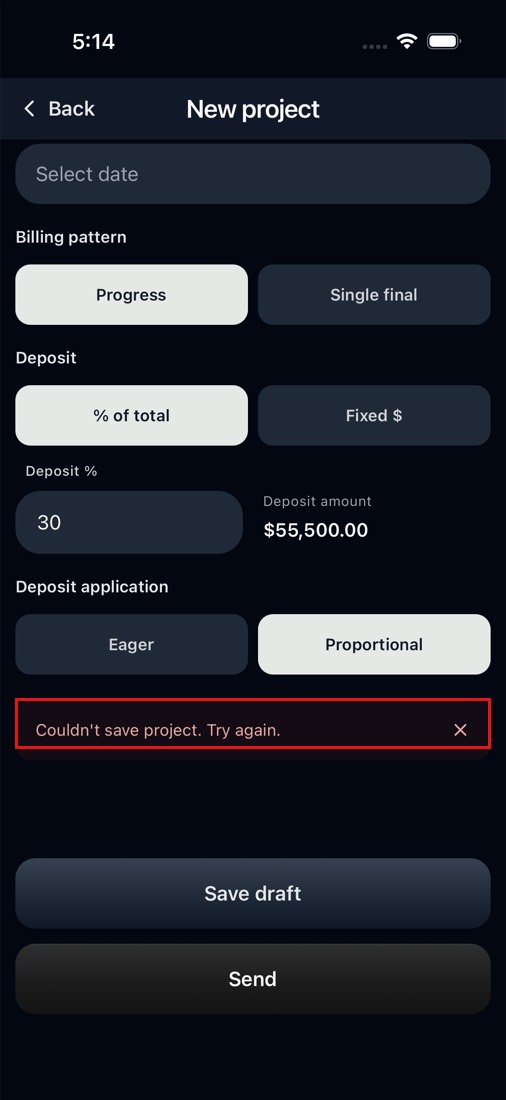 5:14
Back
New project
Select date
Billing pattern
Progress
Single final
Deposit
% of total
Fixed $
Deposit %
30
Deposit amount
$55,500.00
Deposit application
Eager
Proportional
Couldn't save project. Try again.
Save draft
Send